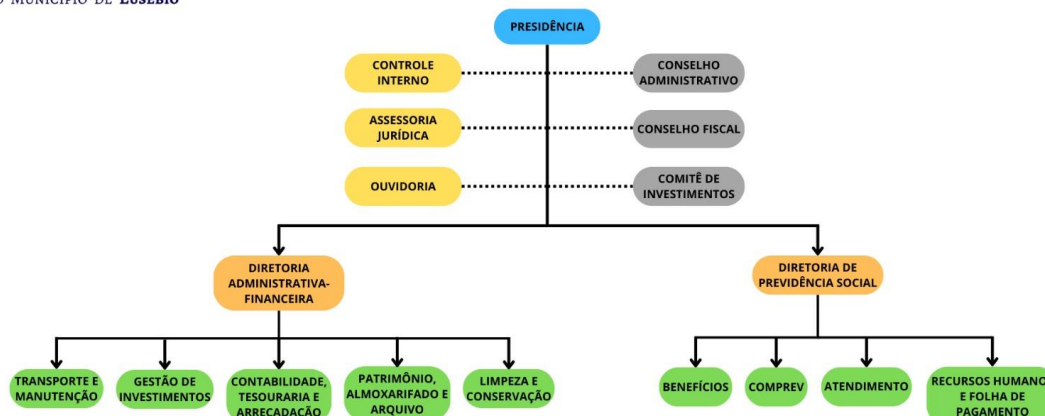 MUNICÍPIO DE EUSÉBIO
PRESIDÊNCIA
CONTROLE
INTERNO
CONSELHO
ADMINISTRATIVO
ASSESSORIA
JURÍDICA
CONSELHO FISCAL
OUVIDORIA
COMITÊ DE
INVESTIMENTOS
DIRETORIA
ADMINISTRATIVA-
FINANCEIRA
DIRETORIA DE
PREVIDÊNCIA SOCIAL
TRANSPORTE E
MANUTENÇÃO
GESTÃO DE
INVESTIMENTOS
CONTABILIDADE,
TESOURARIA E
ARRECADAÇÃO
PATRIMÔNIO,
ALMOXARIFADO E
ARQUIVO
LIMPEZA E
CONSERVAÇÃO
BENEFÍCIOS
COMPREV
ATENDIMENTO
RECURSOS HUMANO
E FOLHA DE
PAGAMENTO